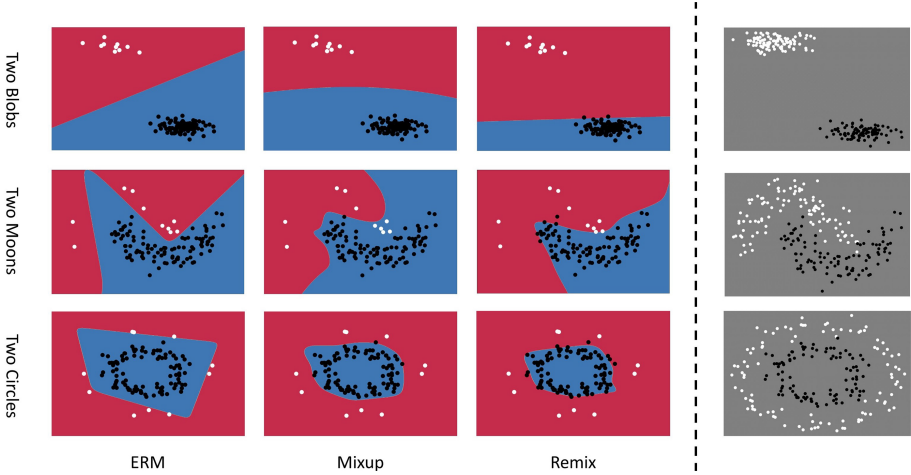 Two Blobs
Two Moons
Two Circles
ERM
Mixup
Remix